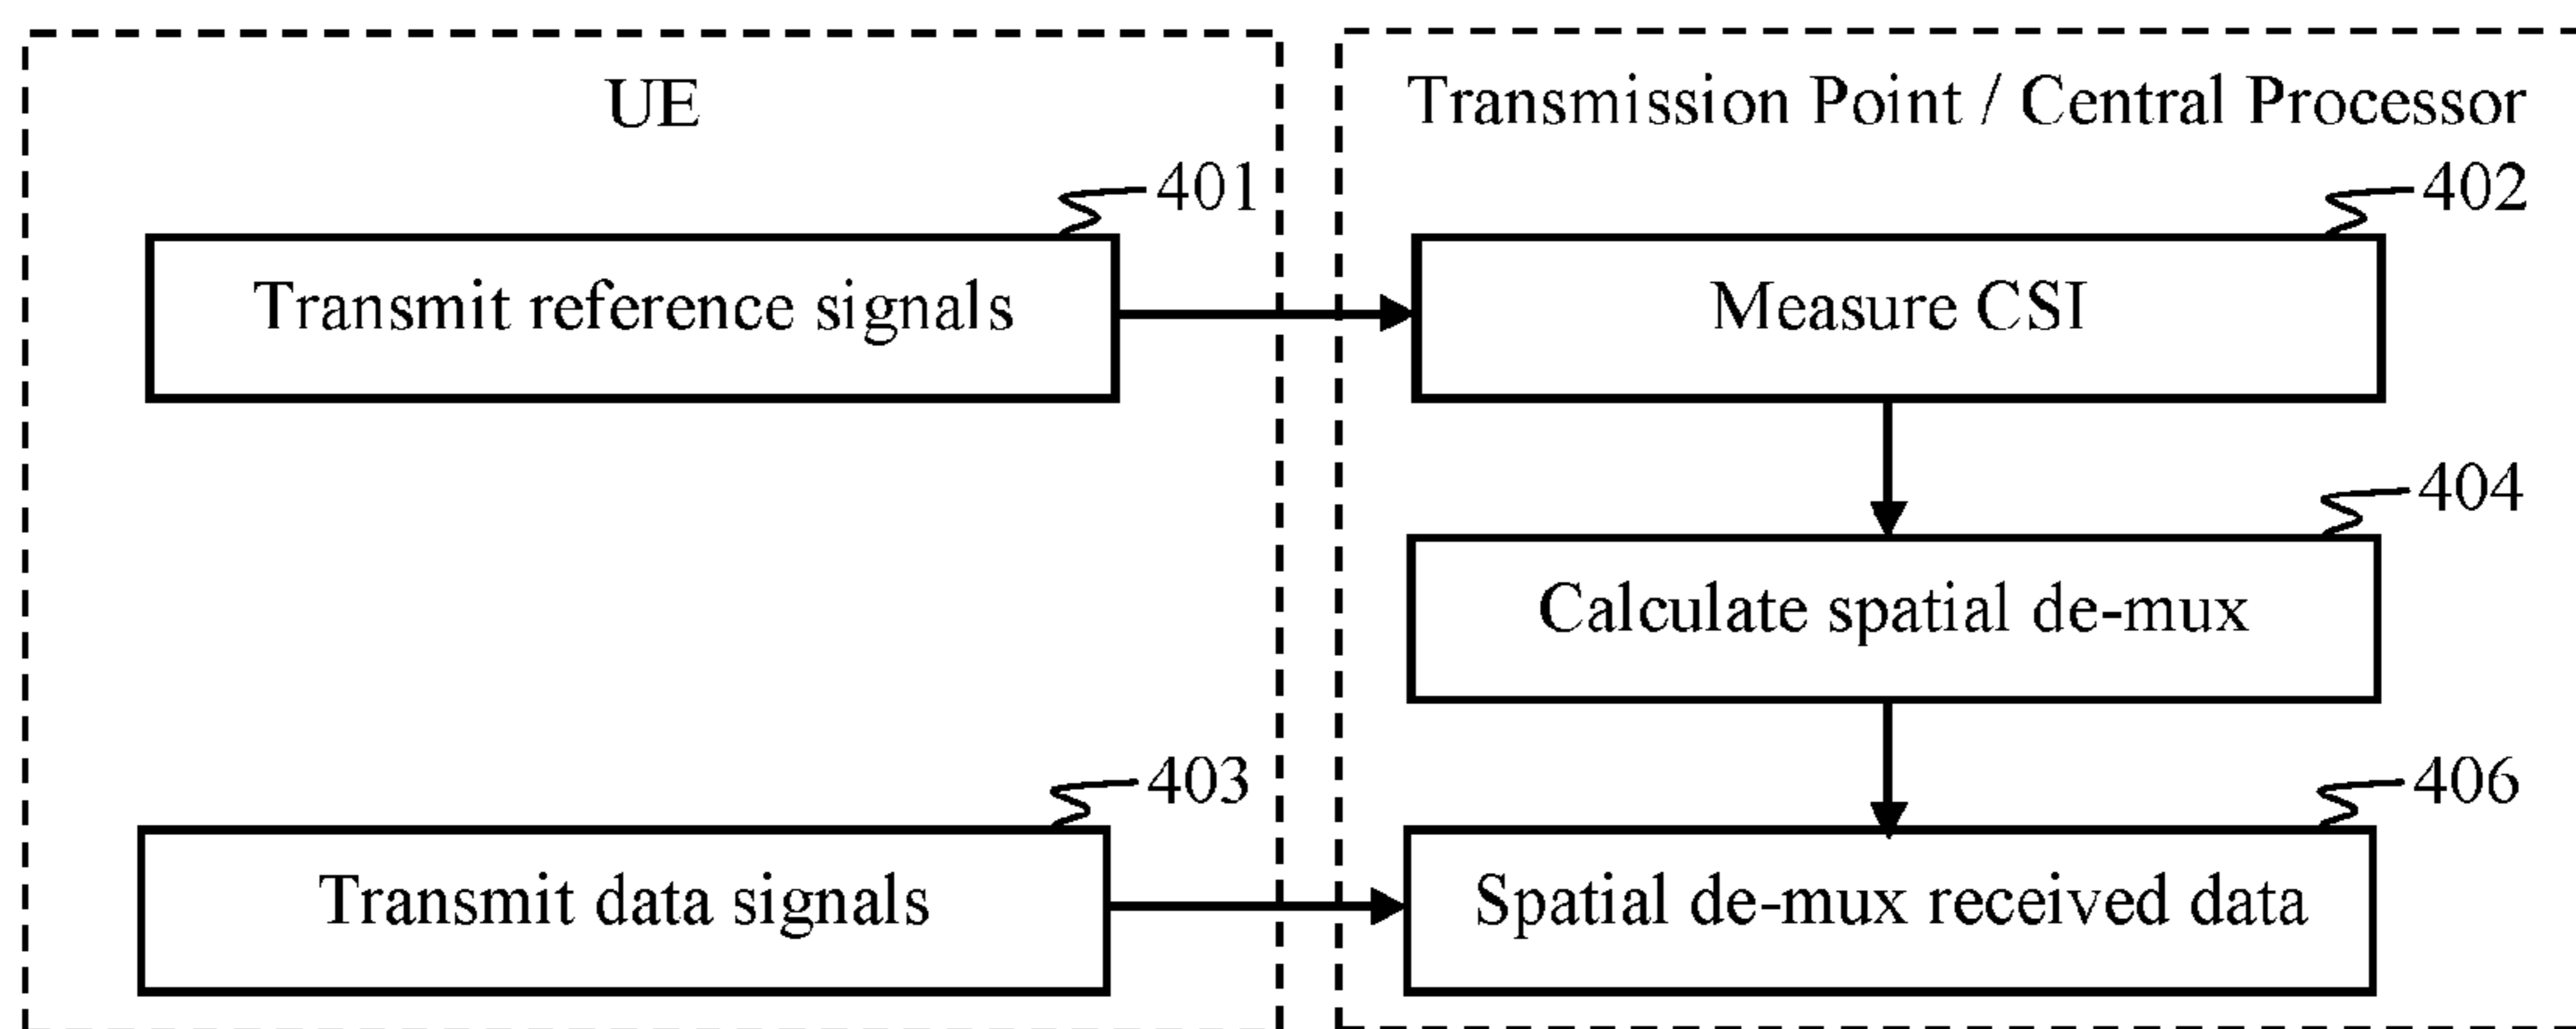 UE
Transmission Point / Central Processor
401
402
Transmit reference signals
Measure CSI
404
Calculate spatial de-mux
403
406
Transmit data signals
Spatial de-mux received data